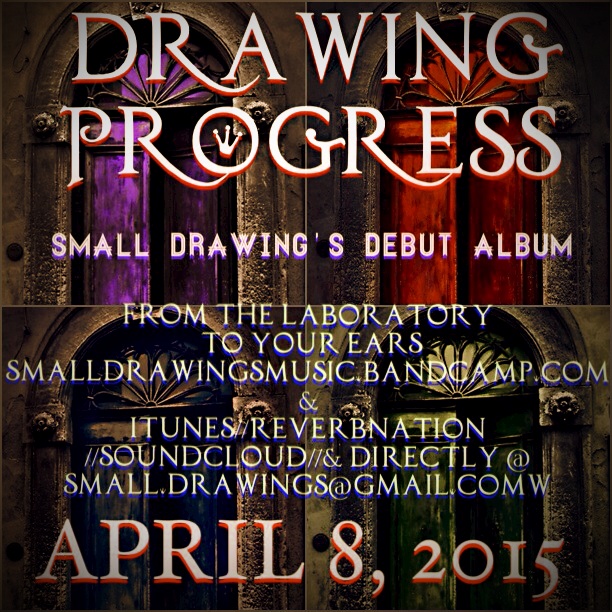 DRAWING
PROGRESS
SMALL DRAWING'S DEBUT ALBUM
FROM THE LABORATORY
TO YOUR EARS
SMALLDRAWINGSMUSIC.BANDCAMP.COM
&
ITUNES//REVERBNATION
//SOUNDCLOUD//& DIRECTLY @
SMALL.DRAWINGS@GMAIL.COMW
APRIL 8, 2015